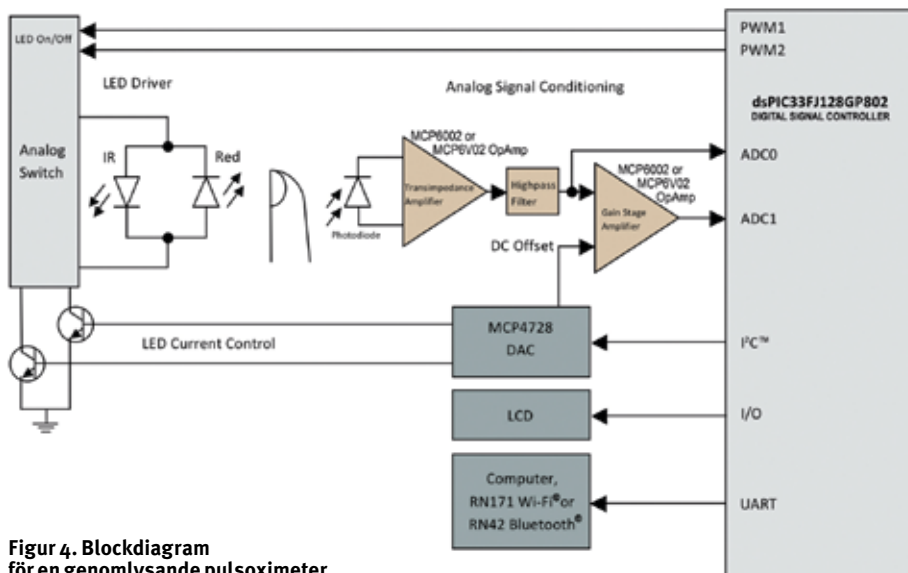 LED On/Off
PWM1
PWM2
LED Driver
Analog Signal Conditioning
dsPIC33FJ128GP802
DIGITAL SIGNAL CONTROLLER
Analog
Switch
IR
Red
MCP6002 or
MCP6V02 OpAmp
Transimpedance
Amplifier
Photodiode
Highpass
Filter
MCP6002 or
MCP6V02
OpAmp
Gain Stage
Amplifier
ADC0
ADC1
DC Offset
LED Current Control
MCP4728
DAC
I²C™
LCD
I/O
Computer,
RN171 Wi-Fi® or
RN42 Bluetooth®
UART
Figur 4. Blockdiagram
för en genomlysande pulsoximeter